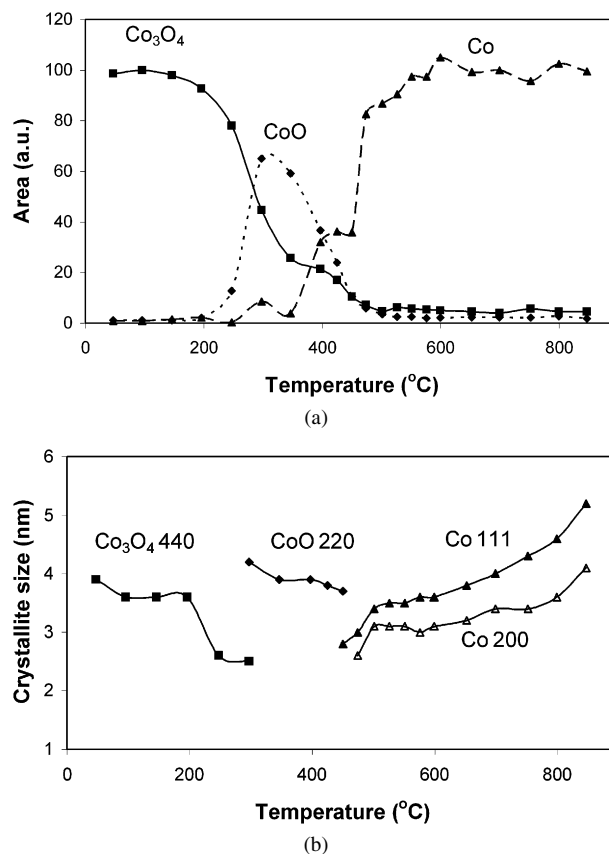 120
100
80
60
40
20
0
Area (a.u.)
Co₃O₄
CoO
Co
0 200 400 600 800
Temperature (°C)
(a)
6
5
4
3
2
1
Crystallite size (nm)
Co₃O₄ 440
CoO 220
Co 111
Co 200
0 200 400 600 800
Temperature (°C)
(b)